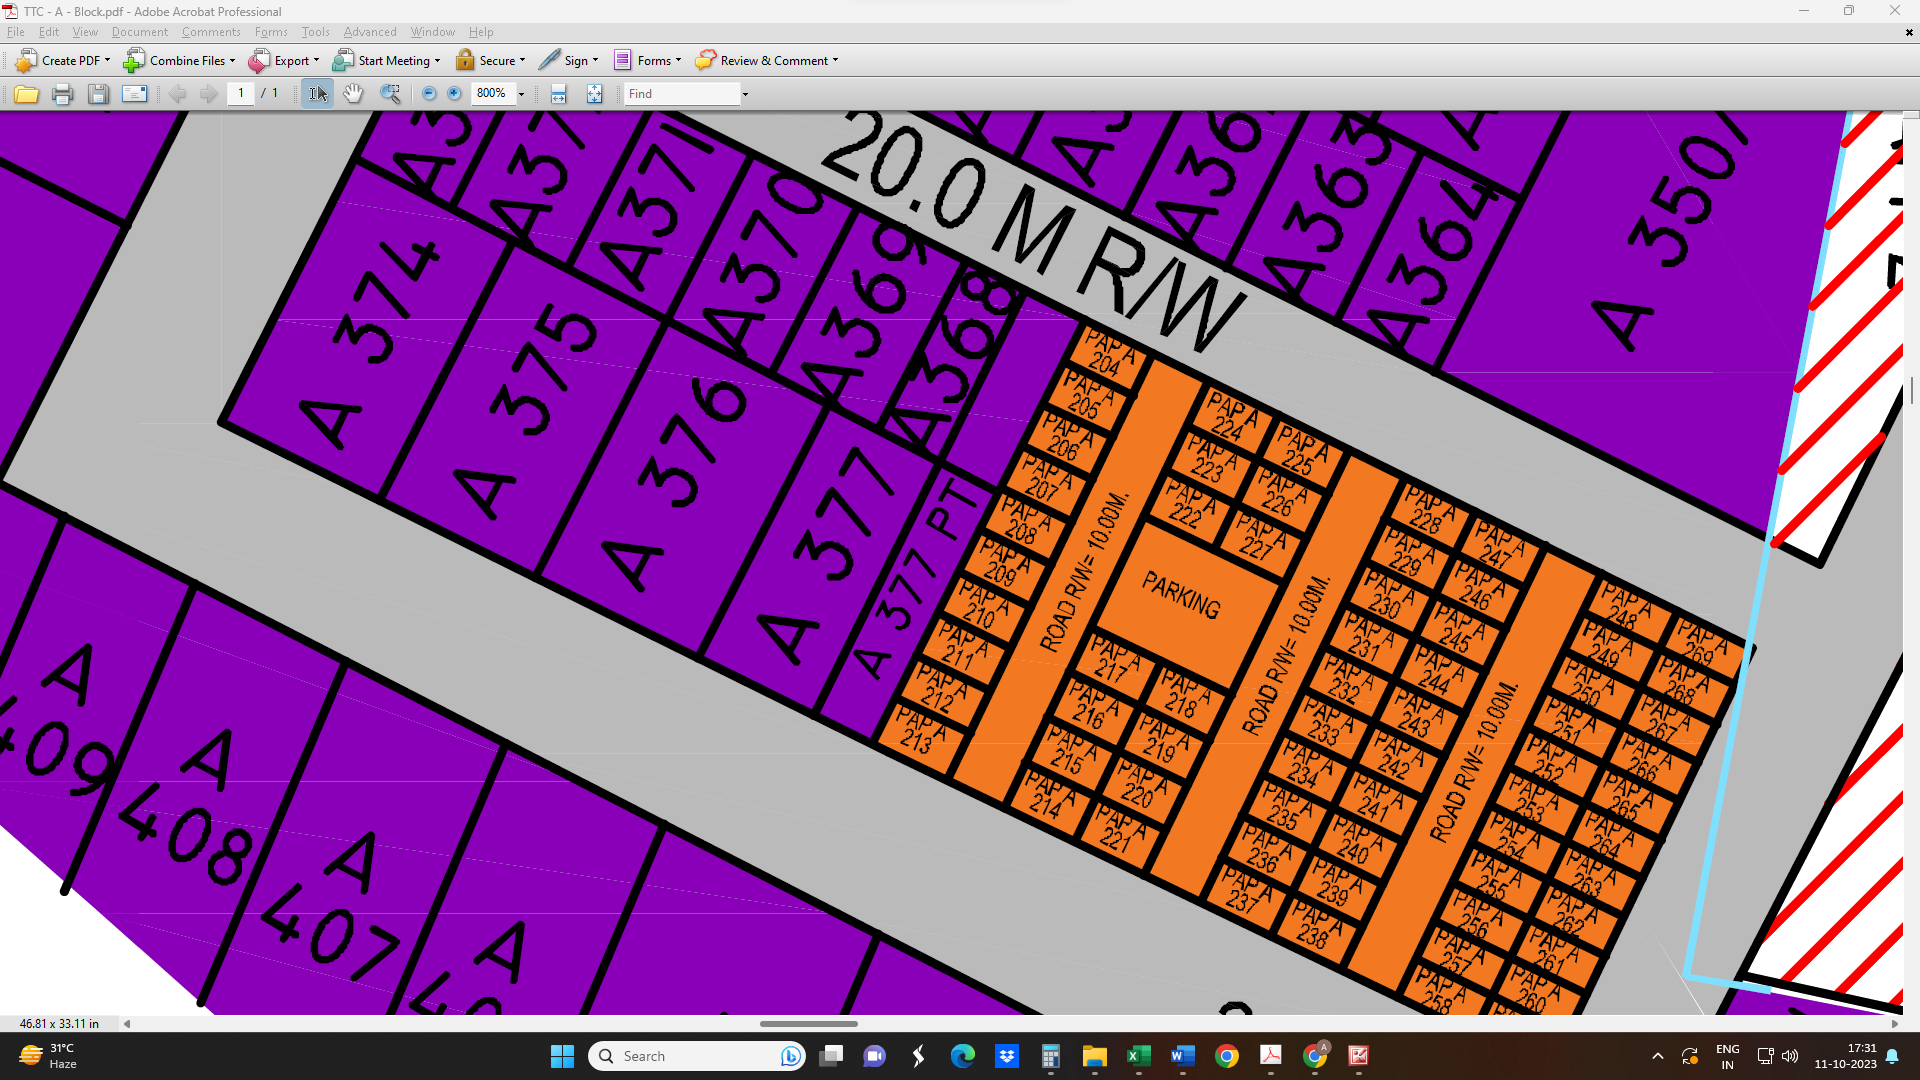 TTC - A - Block.pdf - Adobe Acrobat Professional
File Edit View Document Comments Forms Tools Advanced Window Help
Create PDF Combine Files Export Start Meeting Secure Sign Forms Review & Comment
1 / 1 800% Find
20.0 M R/W
A 350
A364
A363
A371
A370
A369
A368
A 374
A 375
A 376
A 377
A 377 PT
A 409
A 408
A 407
PAP A 204
PAP A 205
PAP A 206
PAP A 207
PAP A 208
PAP A 209
PAP A 210
PAP A 211
PAP A 212
PAP A 213
ROAD R/W= 10.00M.
PAP A 224
PAP A 225
PAP A 223
PAP A 226
PAP A 222
PAP A 227
PARKING
PAP A 217
PAP A 218
PAP A 216
PAP A 219
PAP A 215
PAP A 220
PAP A 214
PAP A 221
ROAD R/W= 10.00M.
PAP A 228
PAP A 247
PAP A 229
PAP A 246
PAP A 230
PAP A 245
PAP A 231
PAP A 244
PAP A 232
PAP A 243
PAP A 233
PAP A 242
PAP A 234
PAP A 241
PAP A 235
PAP A 240
PAP A 236
PAP A 239
PAP A 237
PAP A 238
ROAD R/W= 10.00M.
PAP A 248
PAP A 269
PAP A 249
PAP A 268
PAP A 250
PAP A 267
PAP A 251
PAP A 266
PAP A 252
PAP A 265
PAP A 253
PAP A 264
PAP A 254
PAP A 263
PAP A 255
PAP A 262
PAP A 256
PAP A 261
PAP A 257
PAP A 260
PAP A 258
46.81 x 33.11 in
31°C
Haze
Search
ENG
IN
17:31
11-10-2023